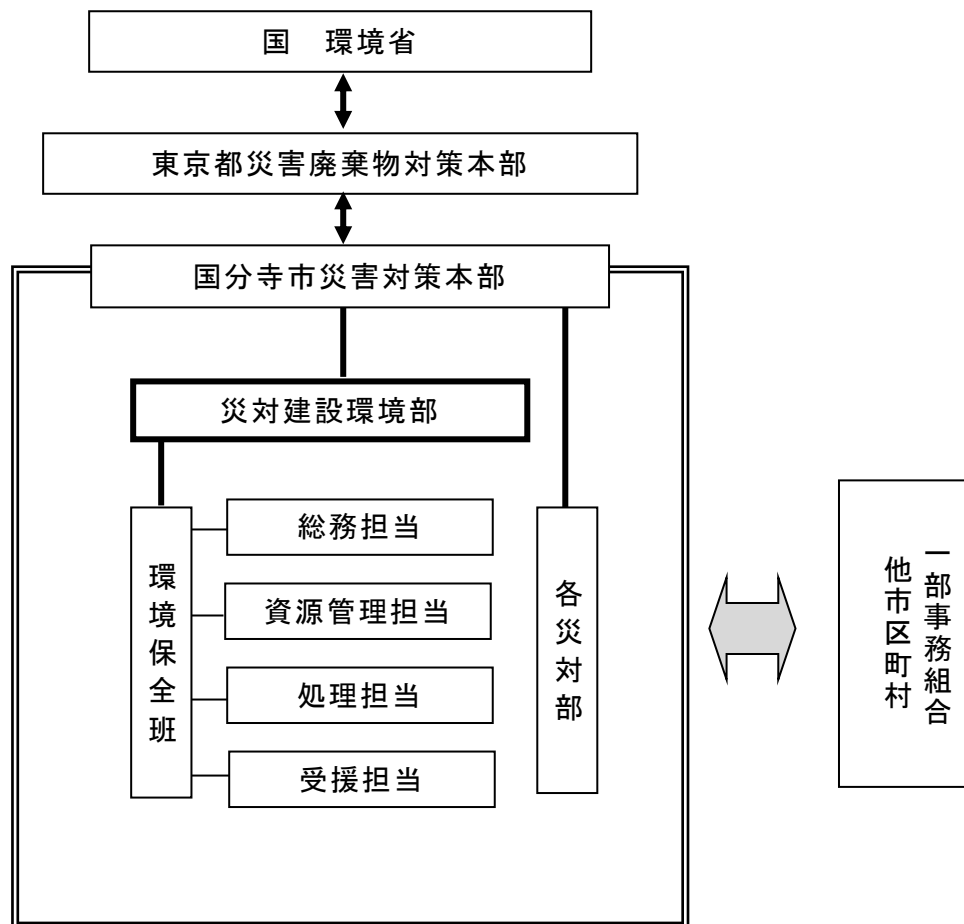 国　環境省
東京都災害廃棄物対策本部
国分寺市災害対策本部
災対建設環境部
環境保全班
総務担当
資源管理担当
処理担当
受援担当
各災対部
一部事務組合
他市区町村